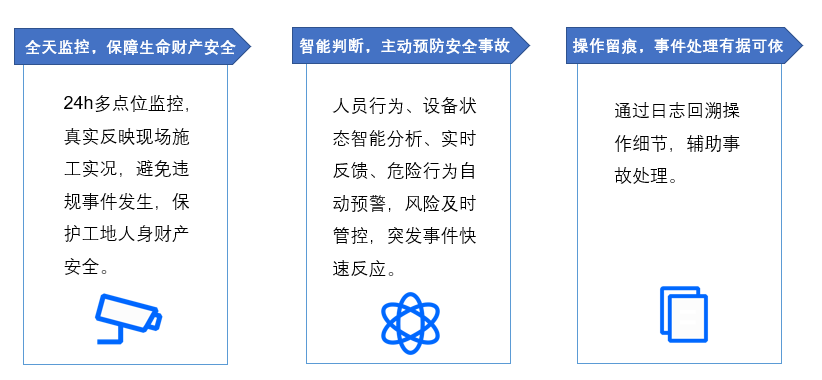 全天监控，保障生命财产安全
24h多点位监控，
真实反映现场施
工实况，避免违
规事件发生，保
护工地人身财产
安全。
智能判断，主动预防安全事故
人员行为、设备状
态智能分析、实时
反馈、危险行为自
动预警，风险及时
管控，突发事件快
速反应。
操作留痕，事件处理有据可依
通过日志回溯操
作细节，辅助事
故处理。